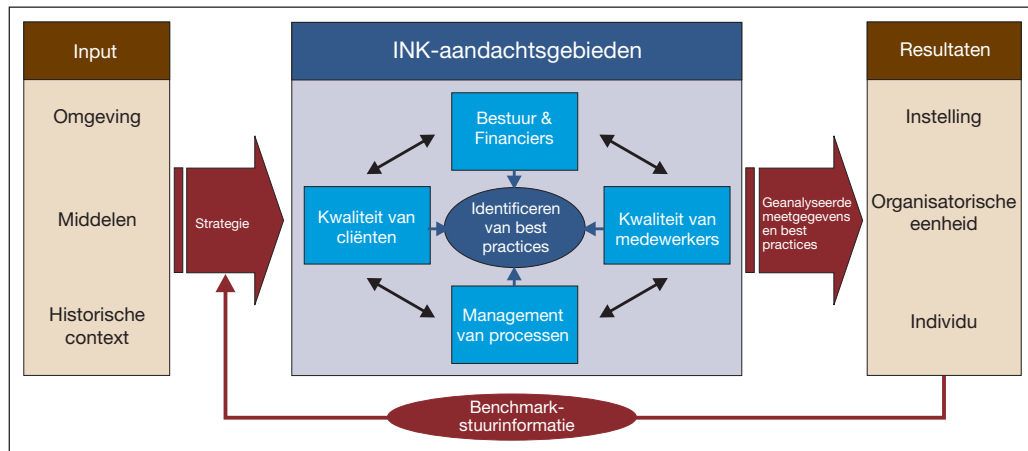 Input
Omgeving
Middelen
Historische
context
Strategie
INK-aandachtsgebieden
Bestuur &
Financiers
Kwaliteit van
cliënten
Identificeren
van best
practices
Kwaliteit van
medewerkers
Management
van processen
Geanalyseerde
meetgegevens
en best
practices
Resultaten
Instelling
Organisatorische
eenheid
Individu
Benchmark-
stuurinformatie